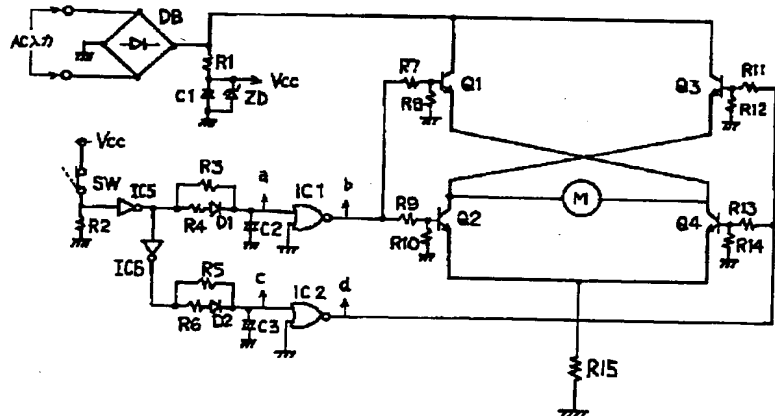 AC入力
DB
R1
Vcc
C1
ZD
R7
R8
Q1
Q3
R11
R12
Vcc
SW
R2
IC5
R3
R4
D1
a
C2
IC1
b
R9
R10
Q2
M
Q4
R13
R14
IC6
R5
R6
D2
c
C3
IC2
d
R15